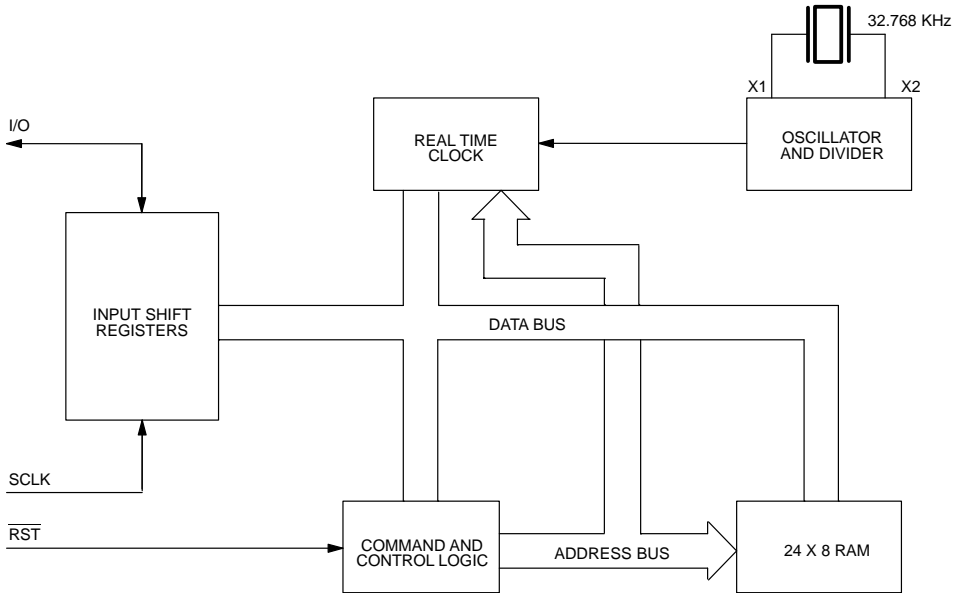 32.768 KHz
X1
X2
I/O
REAL TIME
CLOCK
OSCILLATOR
AND DIVIDER
INPUT SHIFT
REGISTERS
DATA BUS
SCLK
RST
COMMAND AND
CONTROL LOGIC
ADDRESS BUS
24 X 8 RAM